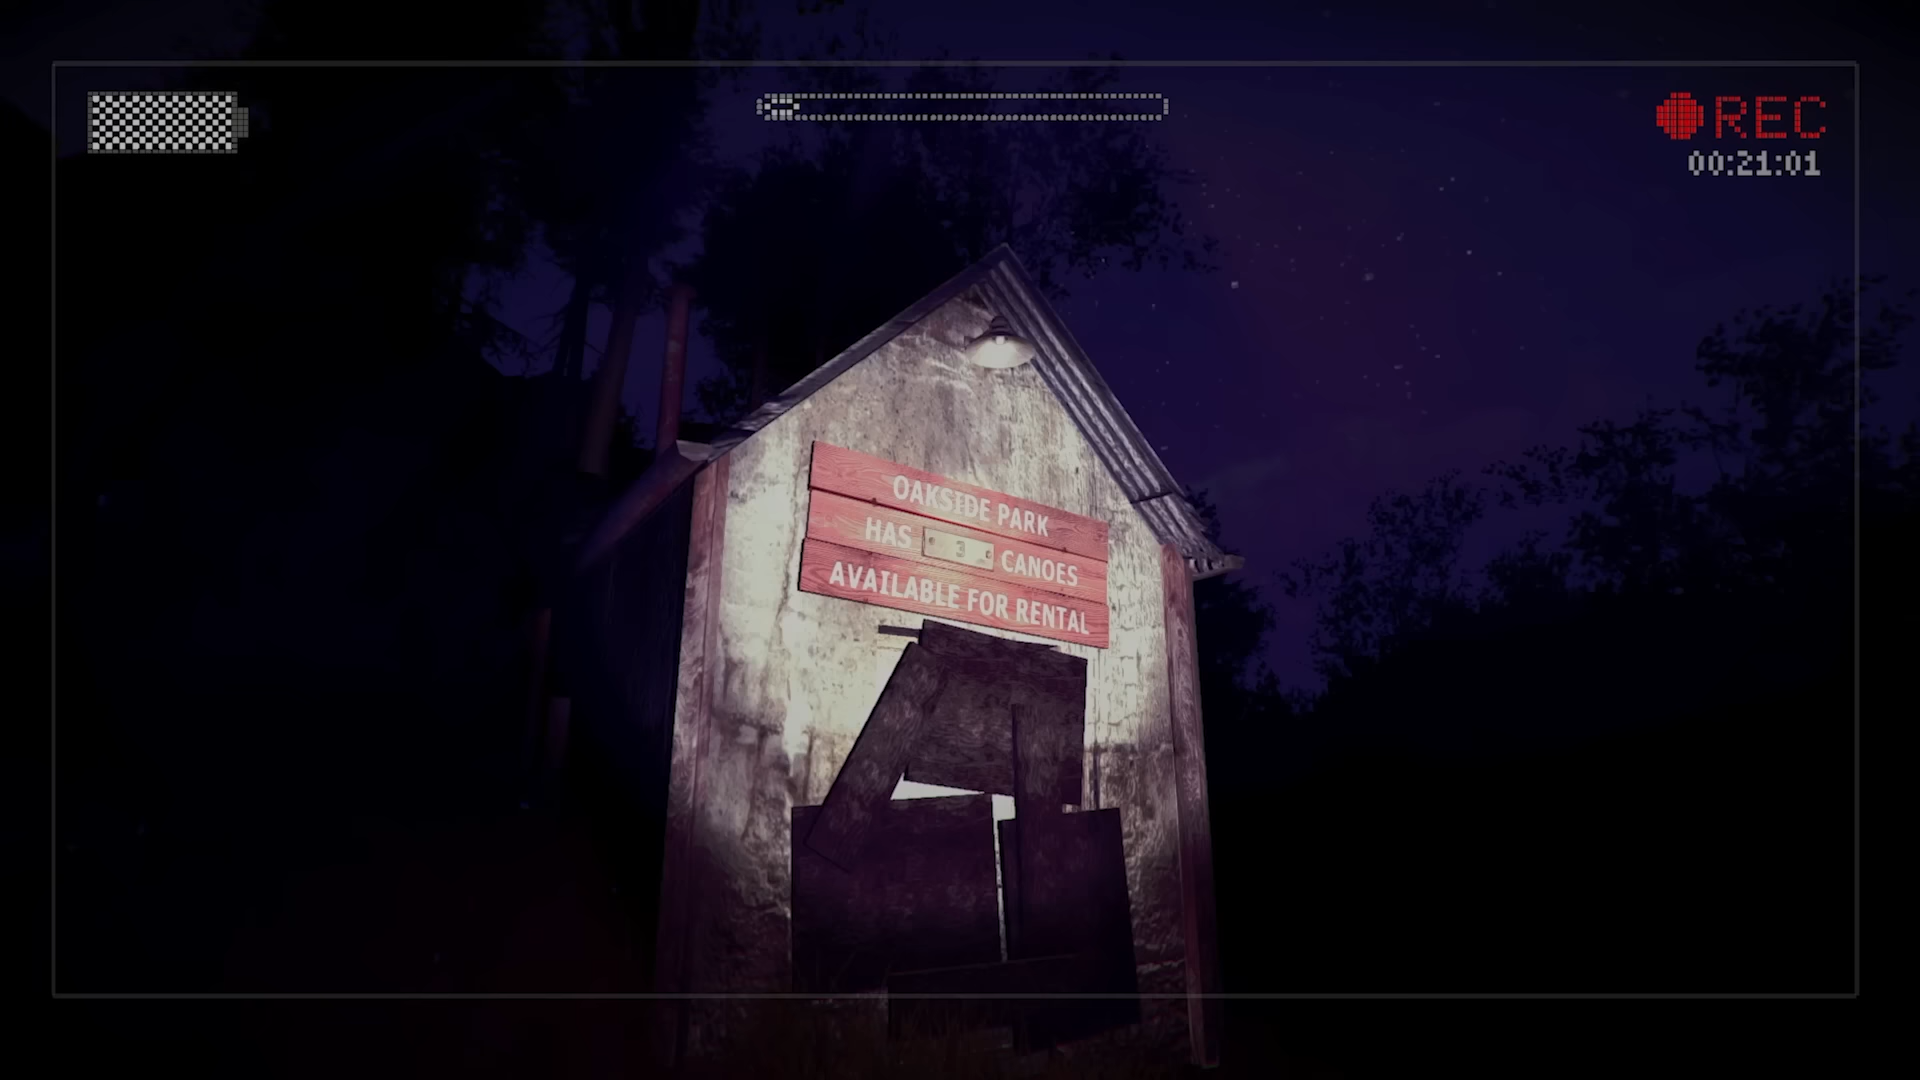 REC
00:21:01
OAKSIDE PARK
HAS 3 CANOES
AVAILABLE FOR RENTAL